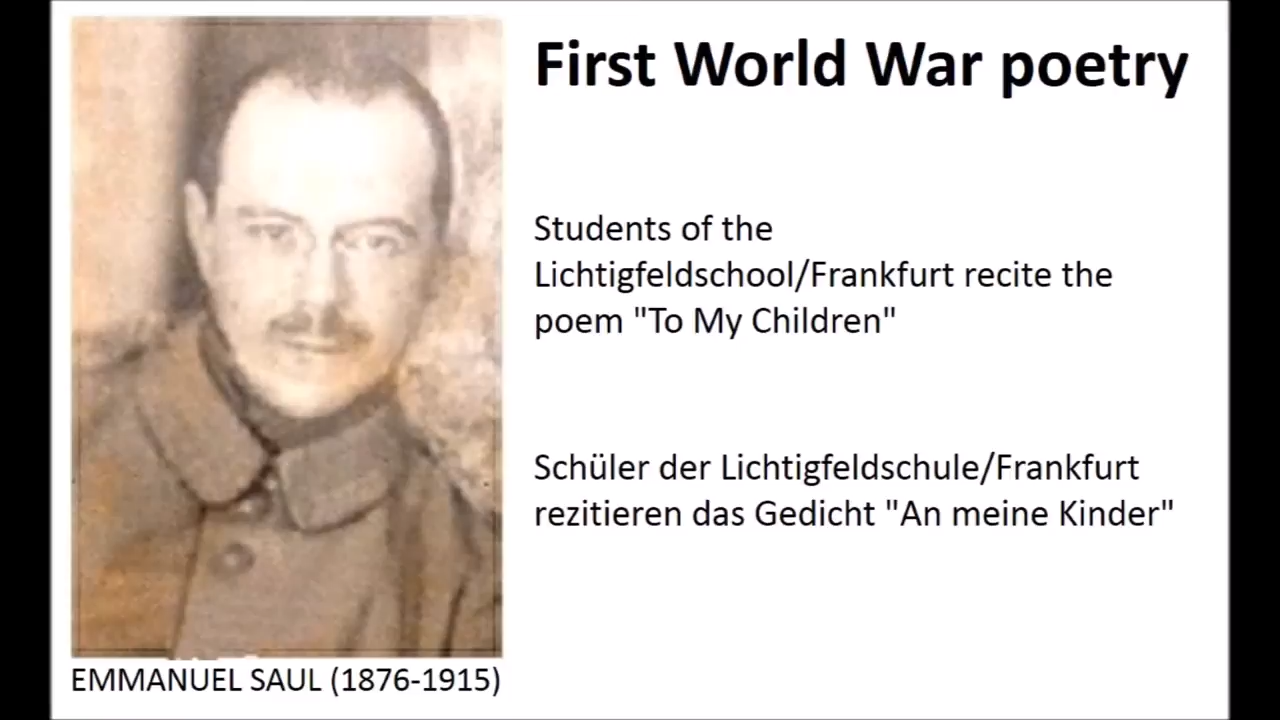 First World War poetry
Students of the
Lichtigfeldschool/Frankfurt recite the
poem "To My Children"
Schüler der Lichtigfeldschule/Frankfurt
rezitieren das Gedicht "An meine Kinder"
EMMANUEL SAUL (1876-1915)